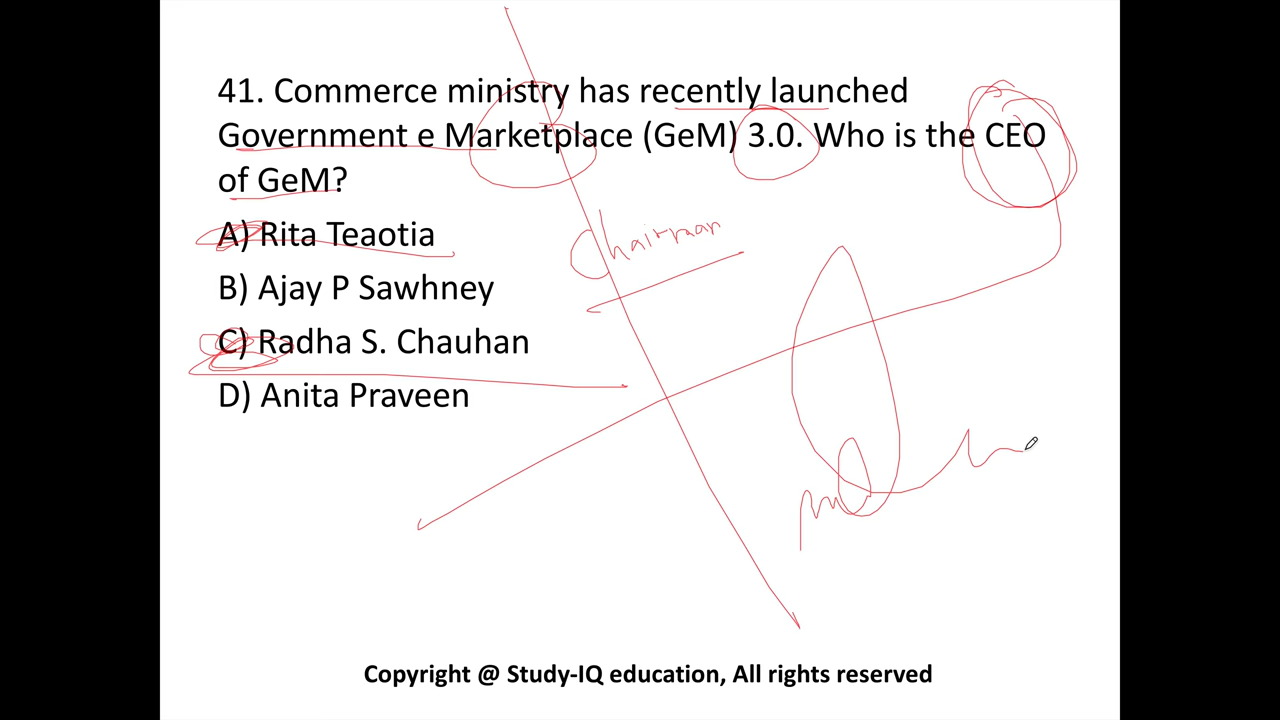 41. Commerce ministry has recently launched
Government e Marketplace (GeM) 3.0. Who is the CEO
of GeM?
A) Rita Teaotia
Chairman
B) Ajay P Sawhney
C) Radha S. Chauhan
D) Anita Praveen
Copyright @ Study-IQ education, All rights reserved